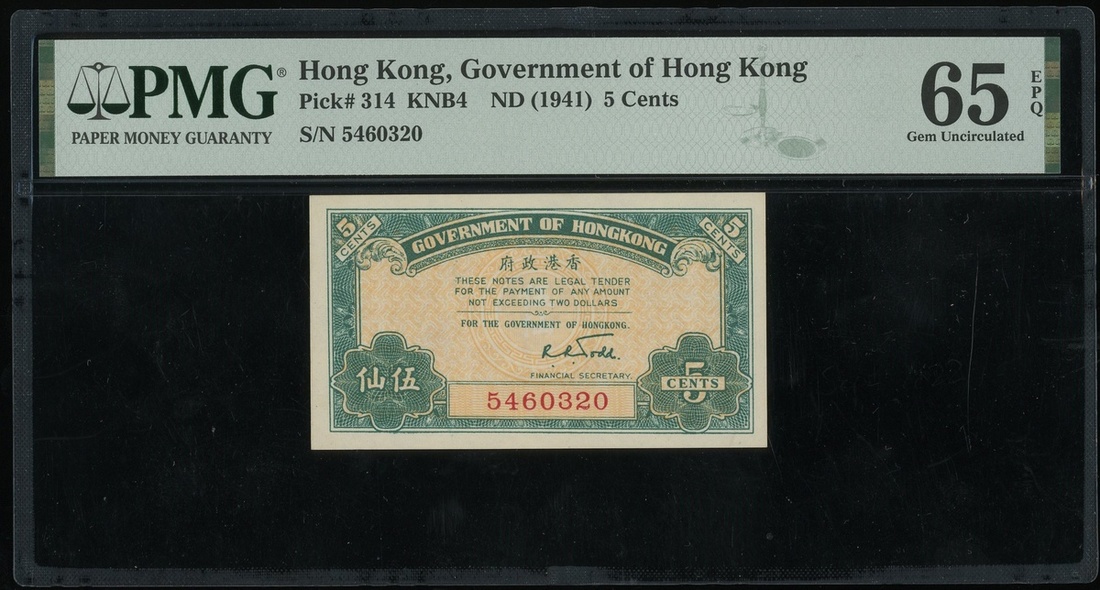 PMG®
PAPER MONEY GUARANTY
Hong Kong, Government of Hong Kong
Pick# 314 KNB4 ND (1941) 5 Cents
S/N 5460320
65
EPQ
Gem Uncirculated
5 CENTS
5 CENTS
GOVERNMENT OF HONGKONG
府政港香
THESE NOTES ARE LEGAL TENDER
FOR THE PAYMENT OF ANY AMOUNT
NOT EXCEEDING TWO DOLLARS
FOR THE GOVERNMENT OF HONGKONG.
R.R.Todd.
FINANCIAL SECRETARY.
仙伍
5 CENTS
5460320